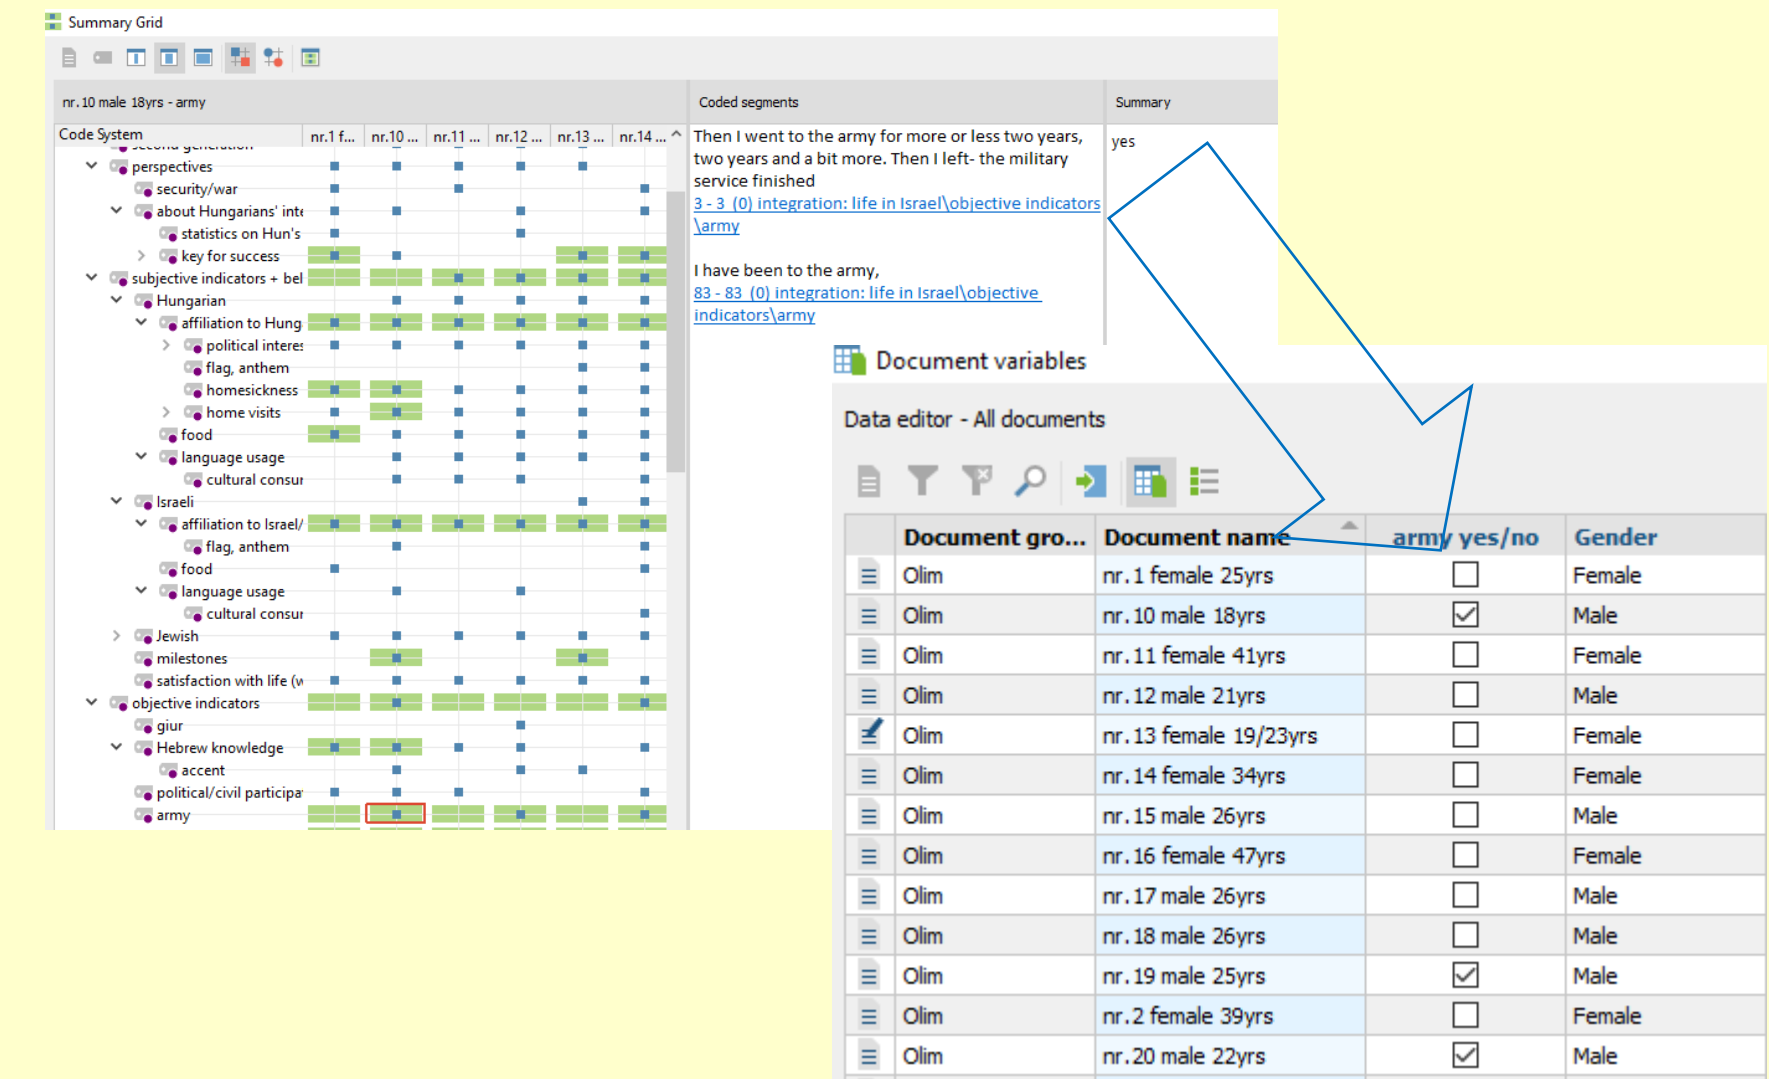 Summary Grid
nr.10 male 18yrs - army
Coded segments
Summary
Code System
nr.1 f...
nr.10 ...
nr.11 ...
nr.12 ...
nr.13 ...
nr.14 ...
second generation
perspectives
security/war
about Hungarians' inte
statistics on Hun's
key for success
subjective indicators + bel
Hungarian
affiliation to Hung
political interes
flag, anthem
homesickness
home visits
food
language usage
cultural consur
Israeli
affiliation to Israel/
flag, anthem
food
language usage
cultural consur
Jewish
milestones
satisfaction with life (w
objective indicators
giur
Hebrew knowledge
accent
political/civil participa
army
Then I went to the army for more or less two years,
two years and a bit more. Then I left- the military
service finished
3 - 3 (0) integration: life in Israel\objective indicators
\army
I have been to the army,
83 - 83 (0) integration: life in Israel\objective
indicators\army
yes
Document variables
Data editor - All documents
Document gro... Document name army yes/no Gender
Olim nr.1 female 25yrs Female
Olim nr.10 male 18yrs Male
Olim nr.11 female 41yrs Female
Olim nr.12 male 21yrs Male
Olim nr.13 female 19/23yrs Female
Olim nr.14 female 34yrs Female
Olim nr.15 male 26yrs Male
Olim nr.16 female 47yrs Female
Olim nr.17 male 26yrs Male
Olim nr.18 male 26yrs Male
Olim nr.19 male 25yrs Male
Olim nr.2 female 39yrs Female
Olim nr.20 male 22yrs Male